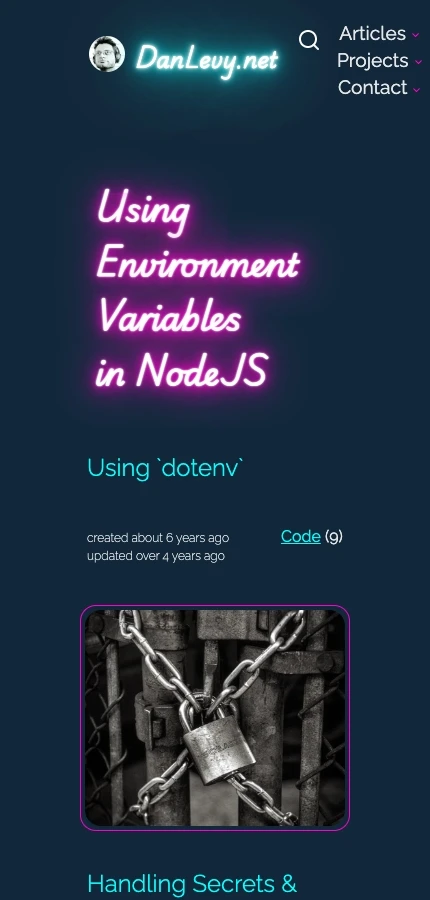 DanLevy.net
Articles
Projects
Contact
Using
Environment
Variables
in NodeJS
Using `dotenv`
created about 6 years ago
updated over 4 years ago
Code (9)
Handling Secrets &